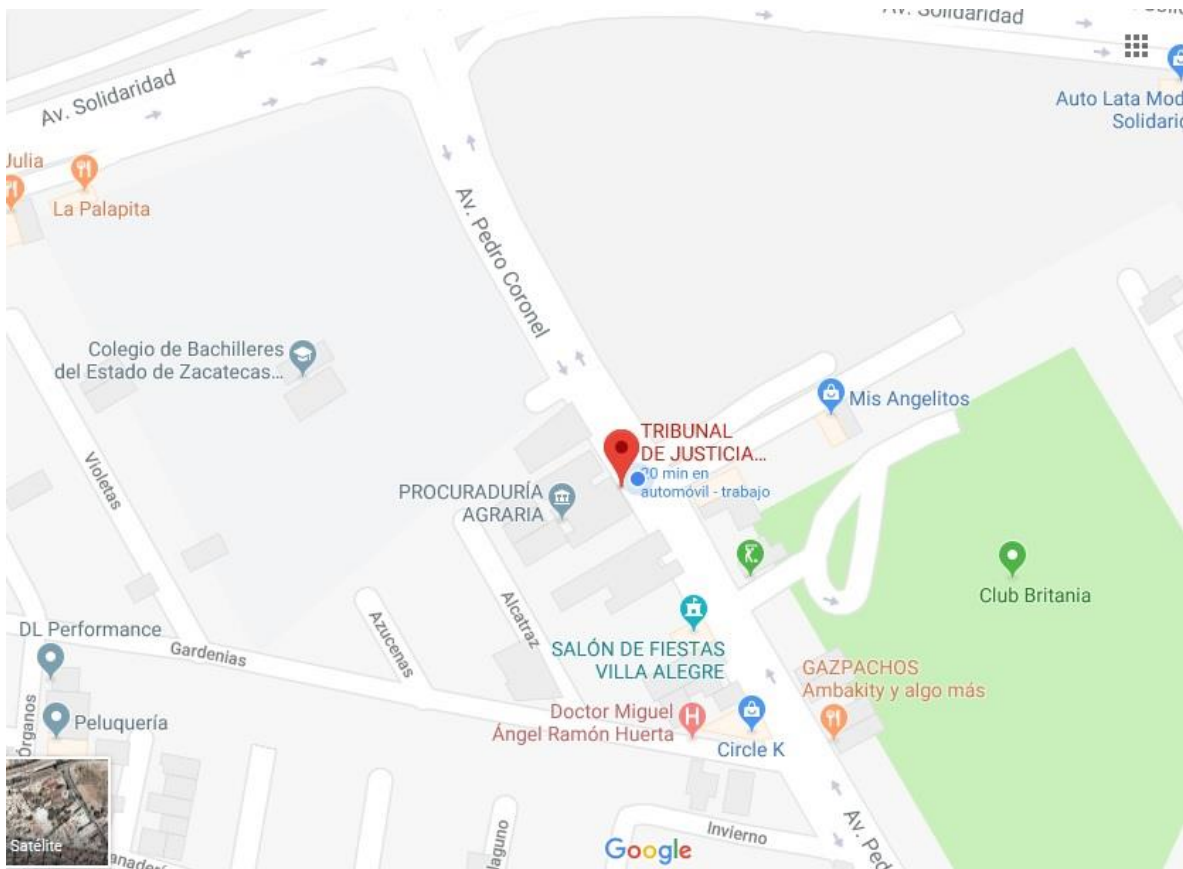 Av. Solidaridad
Av. Solidaridad
Auto Lata Mod
Solidario
Julia
La Palapita
Av. Pedro Coronel
Colegio de Bachilleres
del Estado de Zacatecas...
Mis Angelitos
TRIBUNAL
DE JUSTICIA...
20 min en
automóvil - trabajo
Violetas
PROCURADURÍA
AGRARIA
Club Britania
Alcatraz
Azucenas
DL Performance
Gardenias
SALÓN DE FIESTAS
VILLA ALEGRE
GAZPACHOS
Ambakity y algo más
Doctor Miguel
Ángel Ramón Huerta
Circle K
Peluquería
Órganos
Satélite
Invierno
Av. Ped
Google